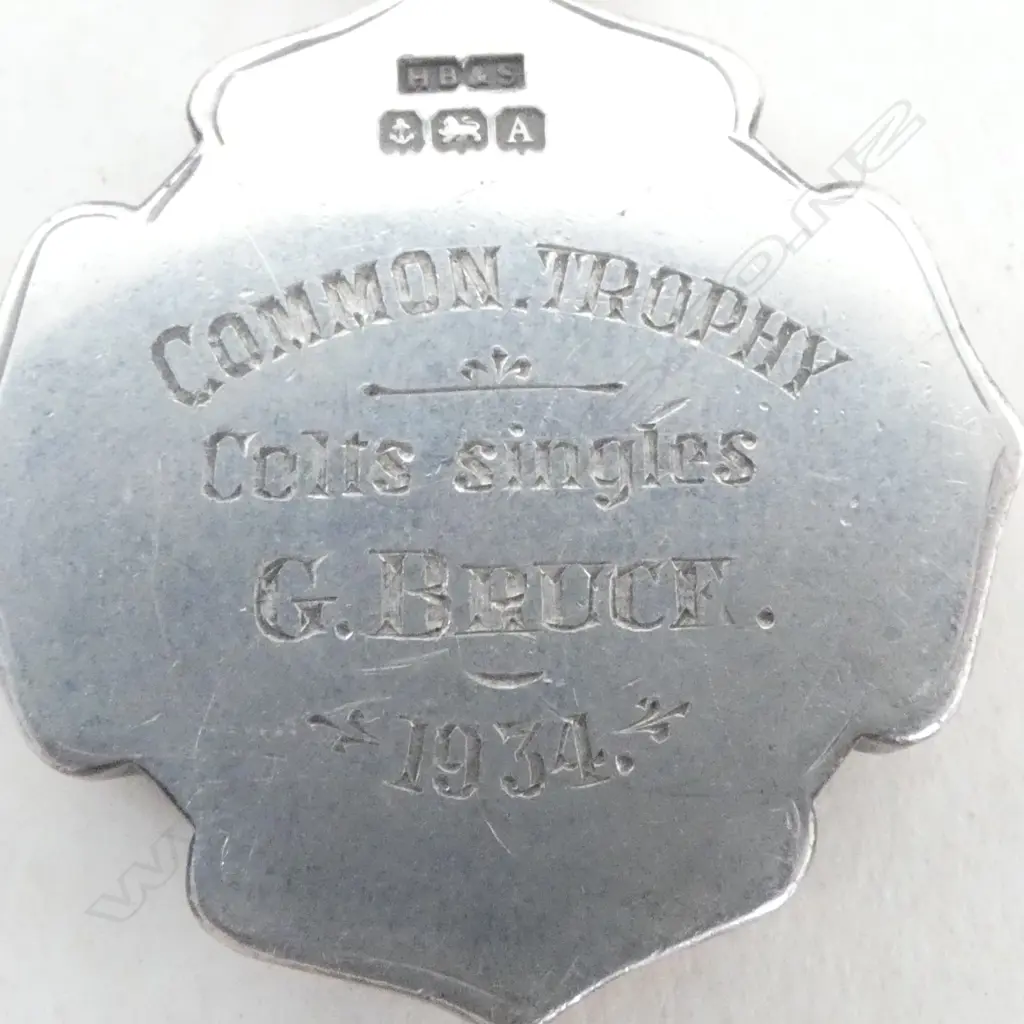 HB&S
A
COMMON. TROPHY
Colts singles
G. BRUCE.
1934.